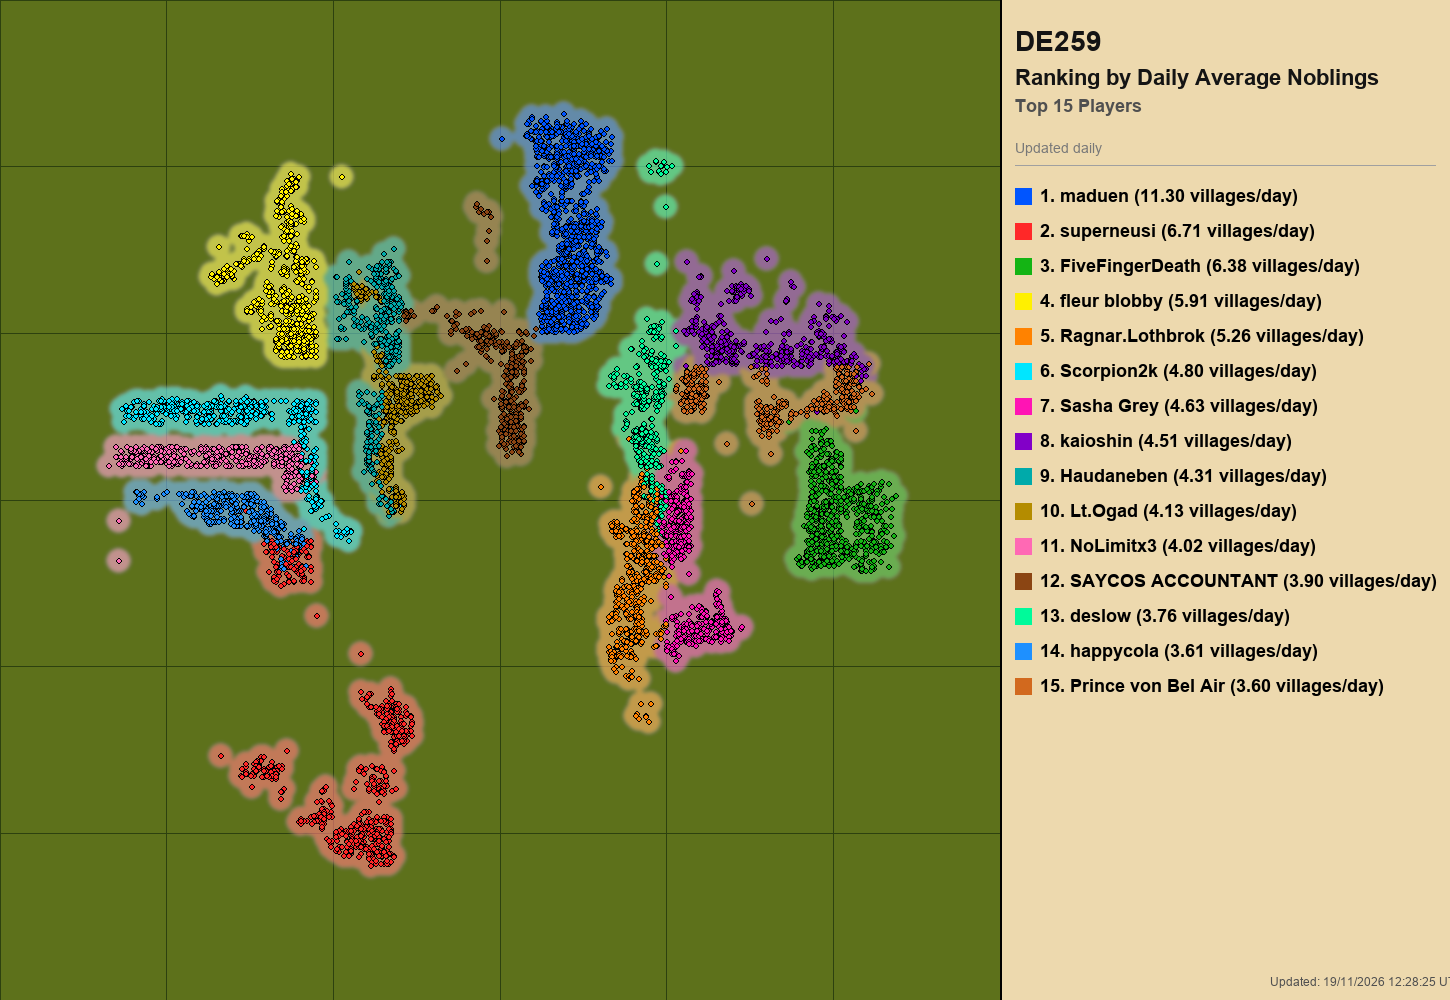 DE259
Ranking by Daily Average Noblings
Top 15 Players
Updated daily
1. maduen (11.30 villages/day)
2. superneusi (6.71 villages/day)
3. FiveFingerDeath (6.38 villages/day)
4. fleur blobby (5.91 villages/day)
5. Ragnar.Lothbrok (5.26 villages/day)
6. Scorpion2k (4.80 villages/day)
7. Sasha Grey (4.63 villages/day)
8. kaioshin (4.51 villages/day)
9. Haudaneben (4.31 villages/day)
10. Lt.Ogad (4.13 villages/day)
11. NoLimitx3 (4.02 villages/day)
12. SAYCOS ACCOUNTANT (3.90 villages/day)
13. deslow (3.76 villages/day)
14. happycola (3.61 villages/day)
15. Prince von Bel Air (3.60 villages/day)
Updated: 19/11/2026 12:28:25